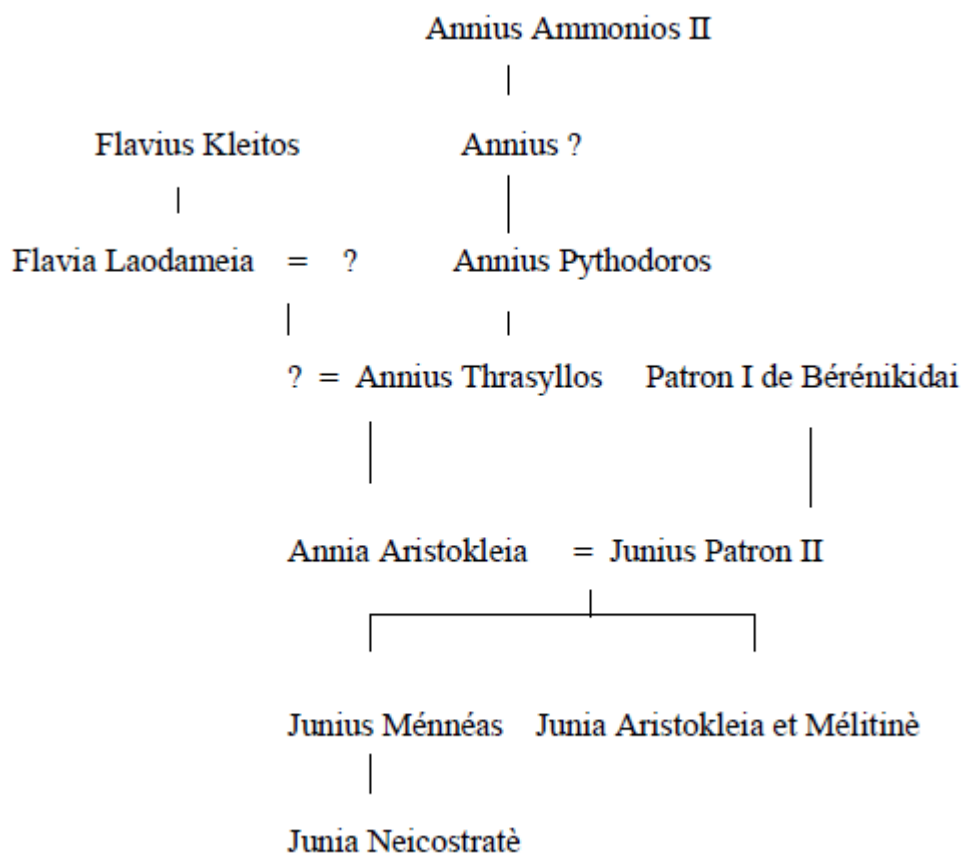 Annius Ammonios II
Flavius Kleitos Annius ?
Flavia Laodameia = ? Annius Pythodoros
? = Annius Thrasyllos Patron I de Bérénikidai
Annia Aristokleia = Junius Patron II
Junius Ménnéas Junia Aristokleia et Mélitinè
Junia Neicostratè